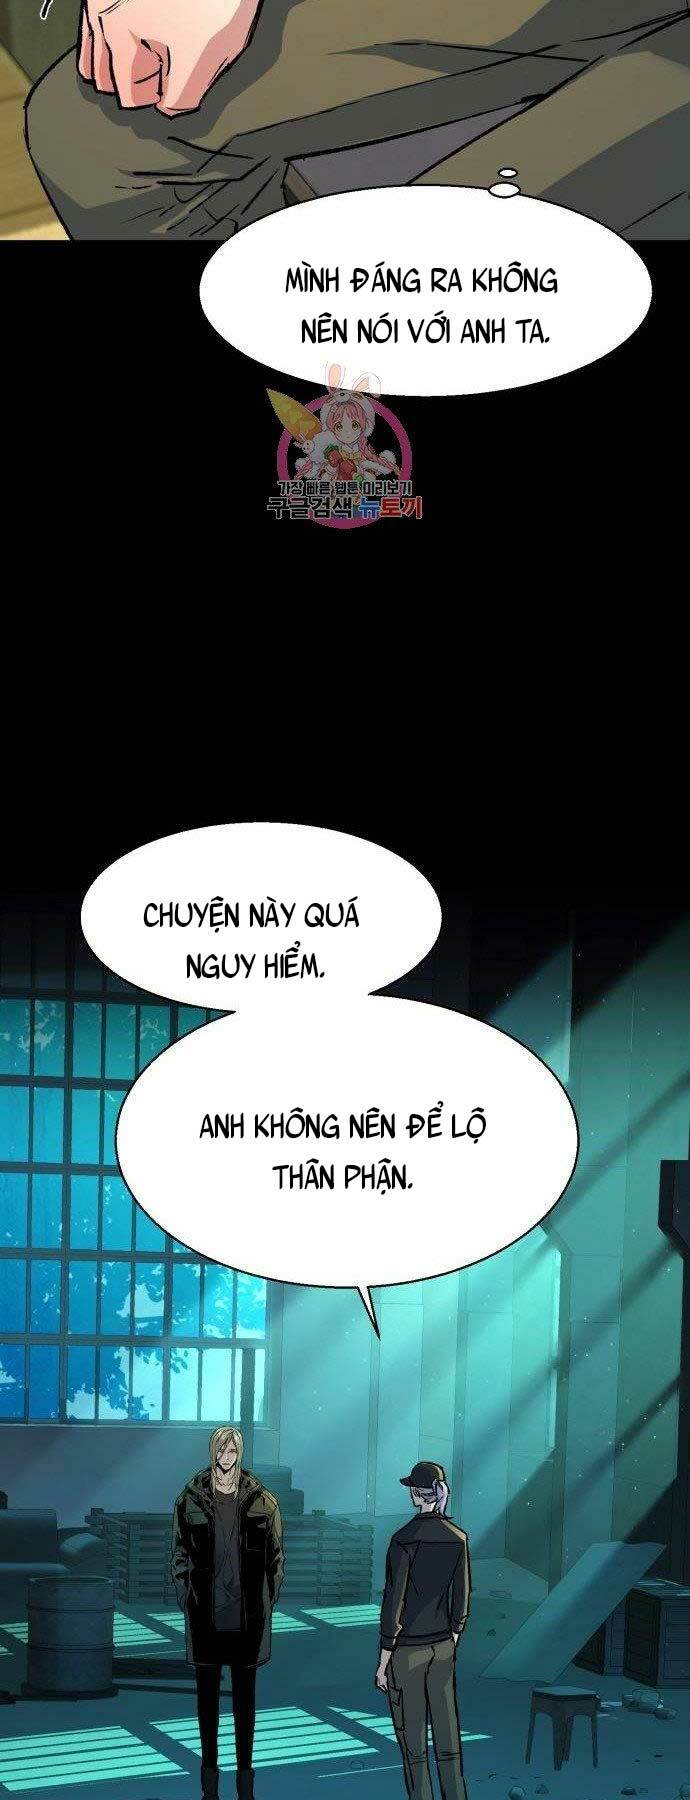 MÌNH ĐÁNG RA KHÔNG
NÊN NÓI VỚI ANH TA.
가장 빠른 웹툰 미리보기
구글검색 뉴토끼
CHUYỆN NÀY QUÁ
NGUY HIỂM.
ANH KHÔNG NÊN ĐỂ LỘ
THÂN PHẬN.